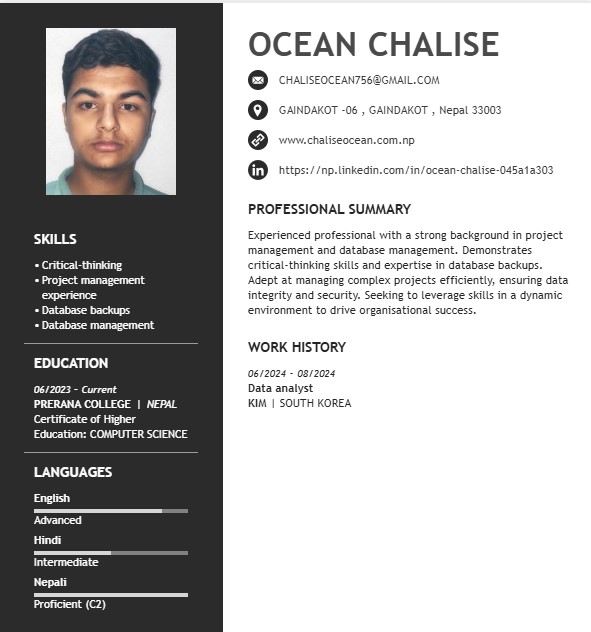 OCEAN CHALISE
CHALISEOCEAN756@GMAIL.COM
GAINDAKOT -06 , GAINDAKOT , Nepal 33003
www.chaliseocean.com.np
in https://np.linkedin.com/in/ocean-chalise-045a1a303
SKILLS
• Critical-thinking
• Project management
experience
• Database backups
• Database management
EDUCATION
06/2023 – Current
PRERANA COLLEGE | NEPAL
Certificate of Higher
Education: COMPUTER SCIENCE
LANGUAGES
English
Advanced
Hindi
Intermediate
Nepali
Proficient (C2)
PROFESSIONAL SUMMARY
Experienced professional with a strong background in project
management and database management. Demonstrates
critical-thinking skills and expertise in database backups.
Adept at managing complex projects efficiently, ensuring data
integrity and security. Seeking to leverage skills in a dynamic
environment to drive organisational success.
WORK HISTORY
06/2024 - 08/2024
Data analyst
KIM | SOUTH KOREA